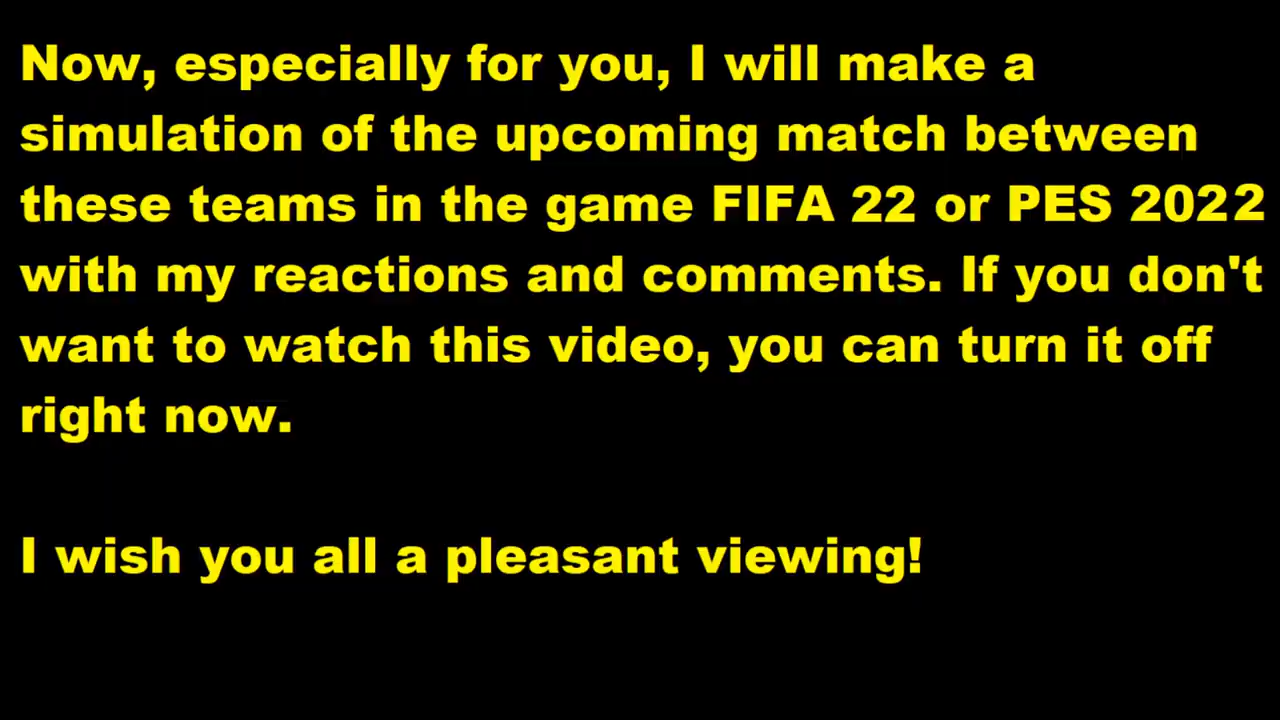 Now, especially for you, I will make a
simulation of the upcoming match between
these teams in the game FIFA 22 or PES 2022
with my reactions and comments. If you don't
want to watch this video, you can turn it off
right now.
I wish you all a pleasant viewing!